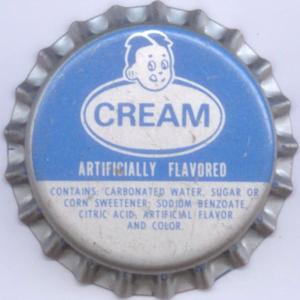 CREAM
ARTIFICIALLY FLAVORED
CONTAINS: CARBONATED WATER, SUGAR OR
CORN SWEETENER; SODIUM BENZOATE,
CITRIC ACID; ARTIFICIAL FLAVOR
AND COLOR.